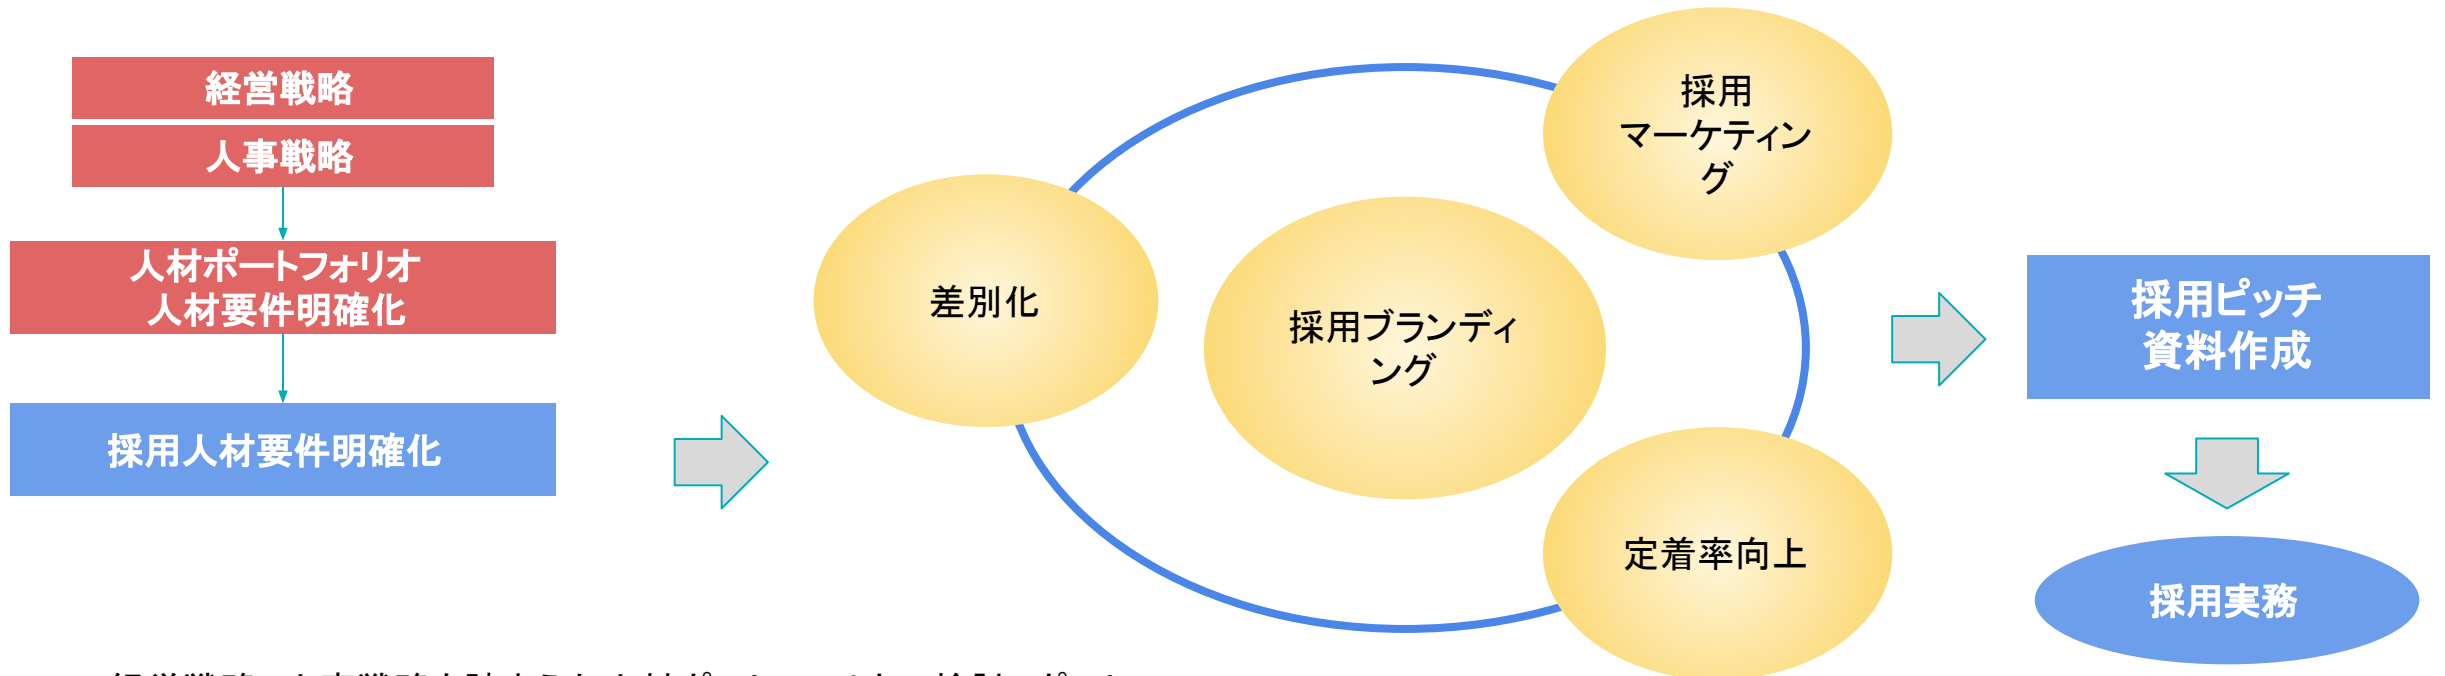 経営戦略
人事戦略
人材ポートフォリオ
人材要件明確化
採用人材要件明確化
差別化
採用ブランディ
ング
採用
マーケティン
グ
定着率向上
採用ピッチ
資料作成
採用実務